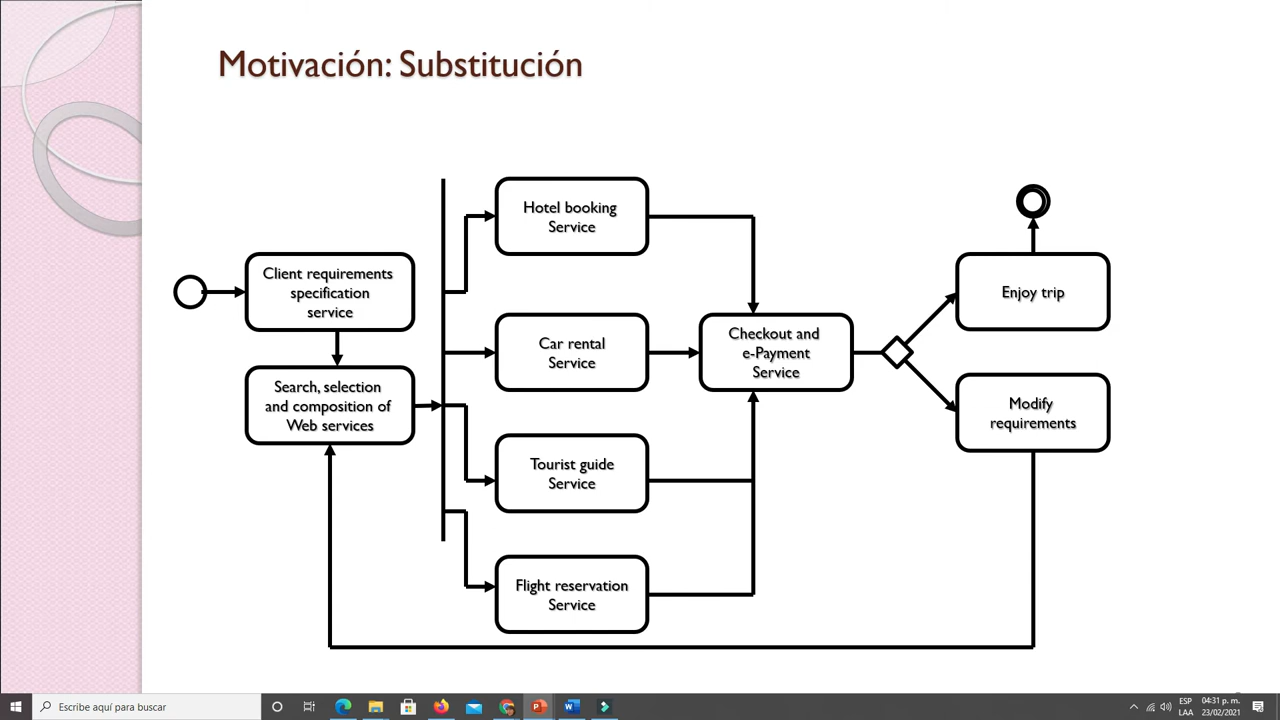 Motivación: Substitución
Hotel booking
Service
Client requirements
specification
service
Enjoy trip
Car rental
Service
Checkout and
e-Payment
Service
Search, selection
and composition of
Web services
Modify
requirements
Tourist guide
Service
Flight reservation
Service
Escribe aquí para buscar
ESP
LAA
04:31 p. m.
23/02/2021